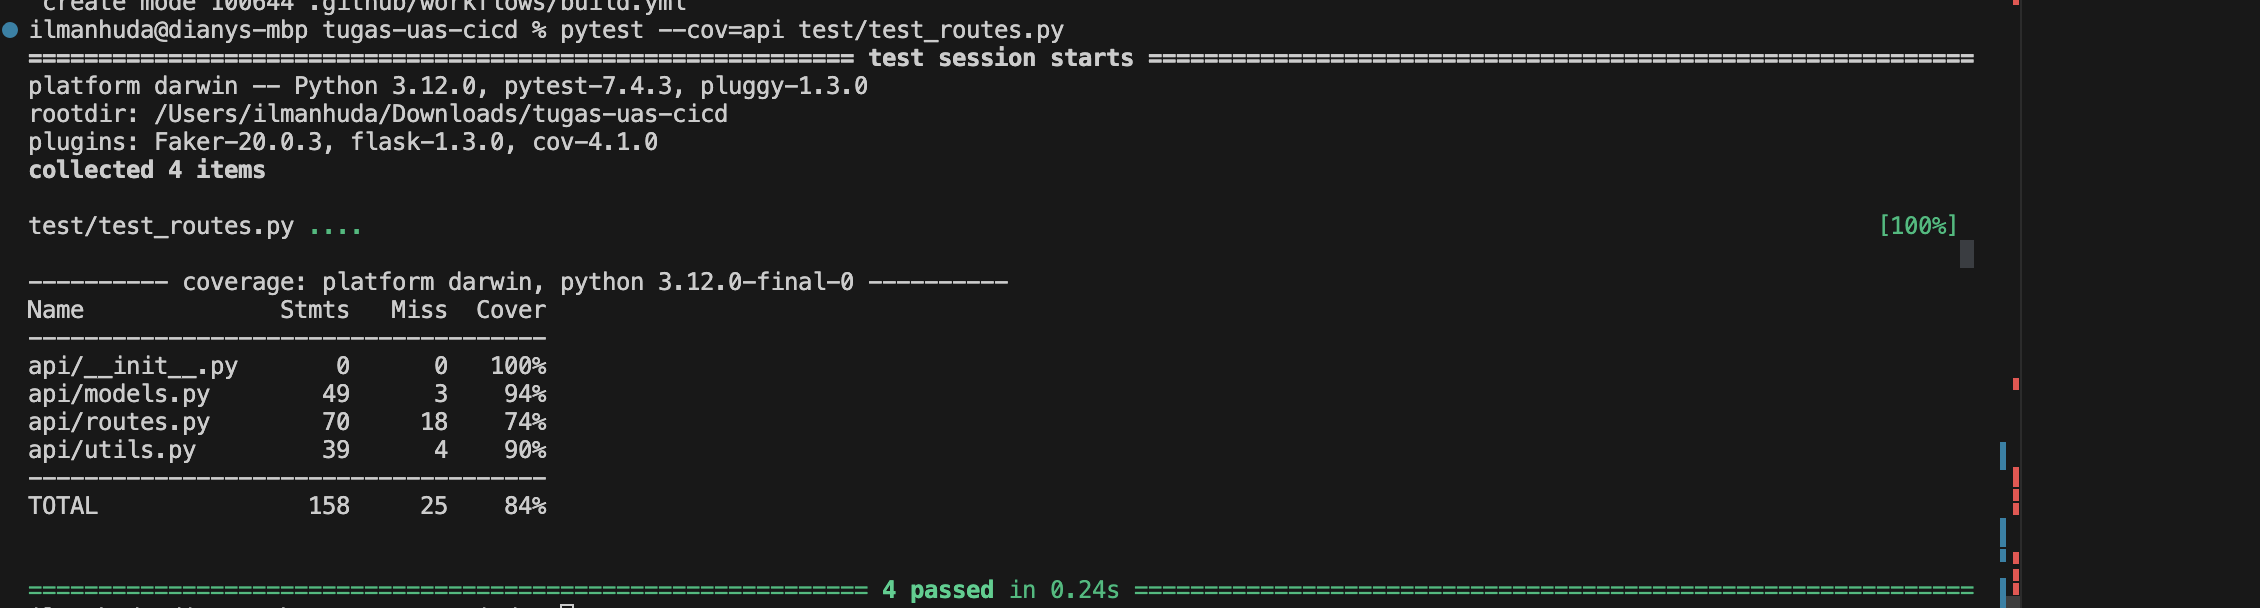 create mode 100644 .github/workflows/build.yml
ilmanhuda@dianys-mbp tugas-uas-cicd % pytest --cov=api test/test_routes.py
=========================================================== test session starts ===========================================================
platform darwin -- Python 3.12.0, pytest-7.4.3, pluggy-1.3.0
rootdir: /Users/ilmanhuda/Downloads/tugas-uas-cicd
plugins: Faker-20.0.3, flask-1.3.0, cov-4.1.0
collected 4 items
test/test_routes.py .... [100%]
---------- coverage: platform darwin, python 3.12.0-final-0 ----------
Name Stmts Miss Cover
-------------------------------------
api/__init__.py 0 0 100%
api/models.py 49 3 94%
api/routes.py 70 18 74%
api/utils.py 39 4 90%
-------------------------------------
TOTAL 158 25 84%
============================================================ 4 passed in 0.24s ============================================================